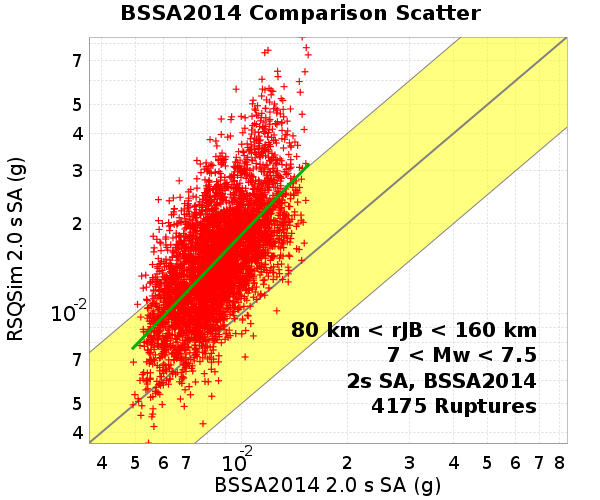 BSSA2014 Comparison Scatter
RSQSim 2.0 s SA (g)
7
5
4
3
2
10-2
7
5
4
80 km < rJB < 160 km
7 < Mw < 7.5
2s SA, BSSA2014
4175 Ruptures
4 5 6 7 10-2 2 3 4 5 6 7 8
BSSA2014 2.0 s SA (g)